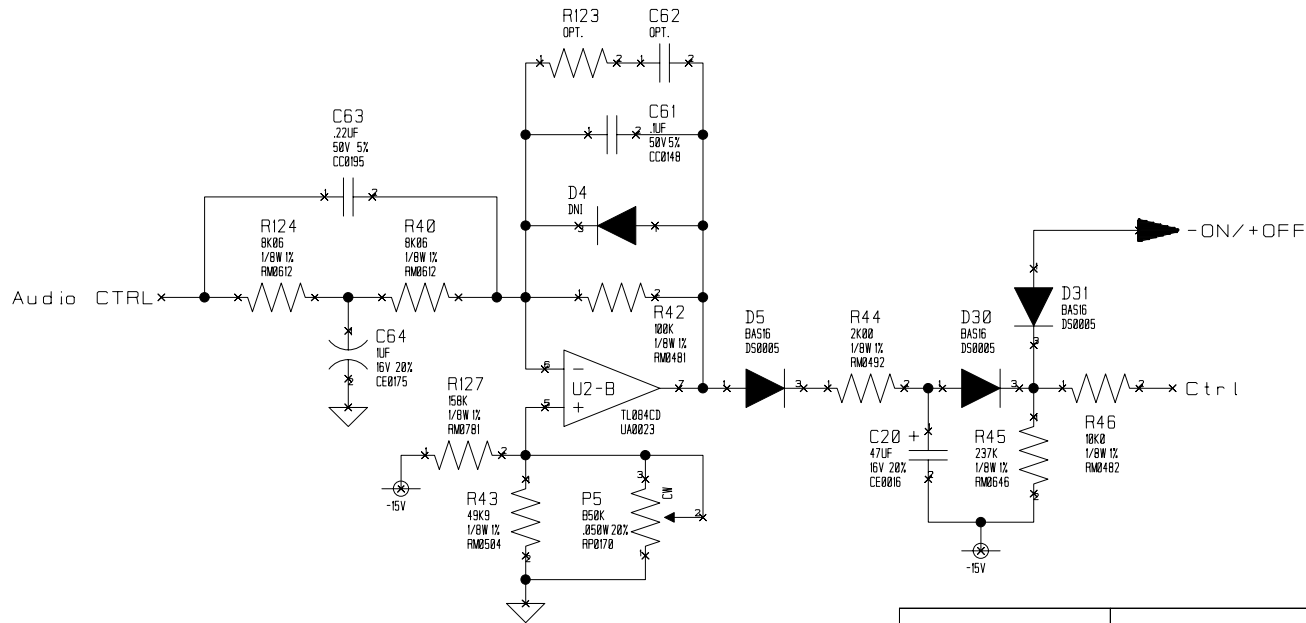 R123
OPT.
C62
OPT.
C63
.22UF
50V 5%
CC0195
C61
.1UF
50V 5%
CC0148
D4
DNI
R124
8K06
1/8W 1%
RM0612
R40
8K06
1/8W 1%
RM0612
-ON/+OFF
Audio CTRL
R42
100K
1/8W 1%
RM0481
D31
BAS16
DS0005
C64
1UF
16V 20%
CE0175
D5
BAS16
DS0005
R44
2K00
1/8W 1%
RM0492
D30
BAS16
DS0005
U2-B
TL084CD
UA0023
Ctrl
R127
158K
1/8W 1%
RM0781
-15V
R43
49K9
1/8W 1%
RM0504
P5
B50K
.050W 20%
RP0170
CW
C20 +
47UF
16V 20%
CE0016
R45
237K
1/8W 1%
RM0646
R46
10K0
1/8W 1%
RM0482
-15V